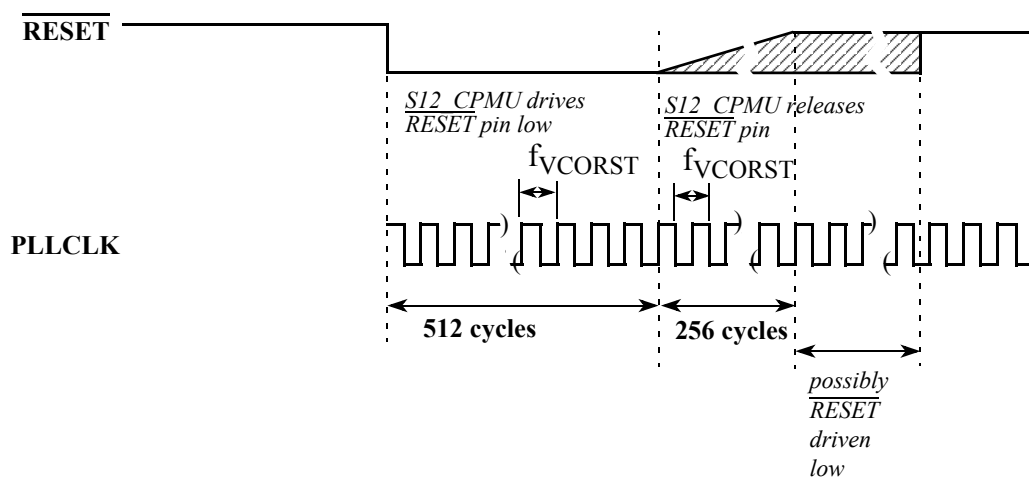 RESET
S12_CPMU drives
RESET pin low
S12_CPMU releases
RESET pin
fVCORST
fVCORST
PLLCLK
)
(
)
(
)
(
512 cycles
256 cycles
possibly
RESET
driven
low